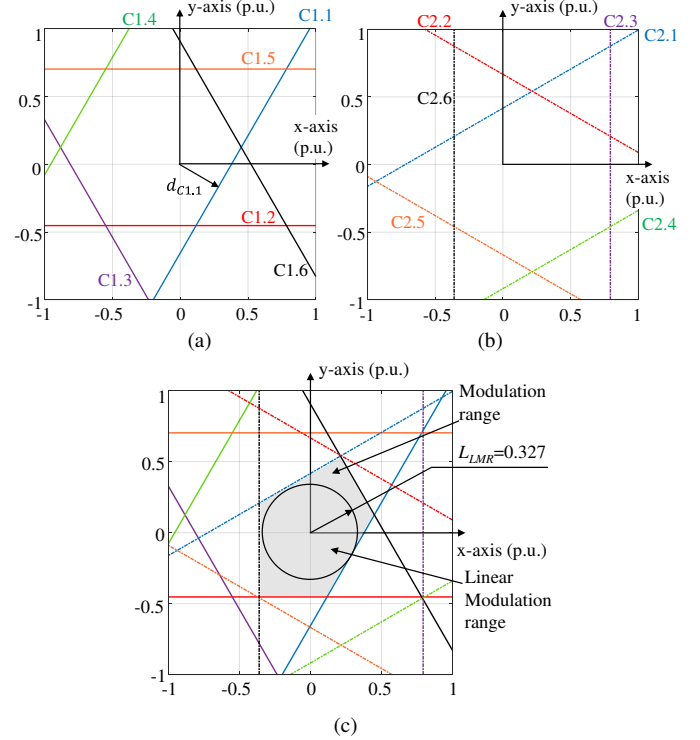 y-axis (p.u.)
C1.4
C1.1
C1.5
x-axis
(p.u.)
d_{C1.1}
C1.2
C1.3
C1.6
1
0.5
0
-0.5
-1
-1
-0.5
0
0.5
1
(a)
y-axis (p.u.)
C2.2
C2.3
C2.1
C2.6
x-axis
(p.u.)
C2.5
C2.4
1
0.5
0
-0.5
-1
-1
-0.5
0
0.5
1
(b)
y-axis (p.u.)
Modulation
range
L_{LMR}=0.327
x-axis (p.u.)
Linear
Modulation
range
1
0.5
0
-0.5
-1
-1
-0.5
0
0.5
1
(c)